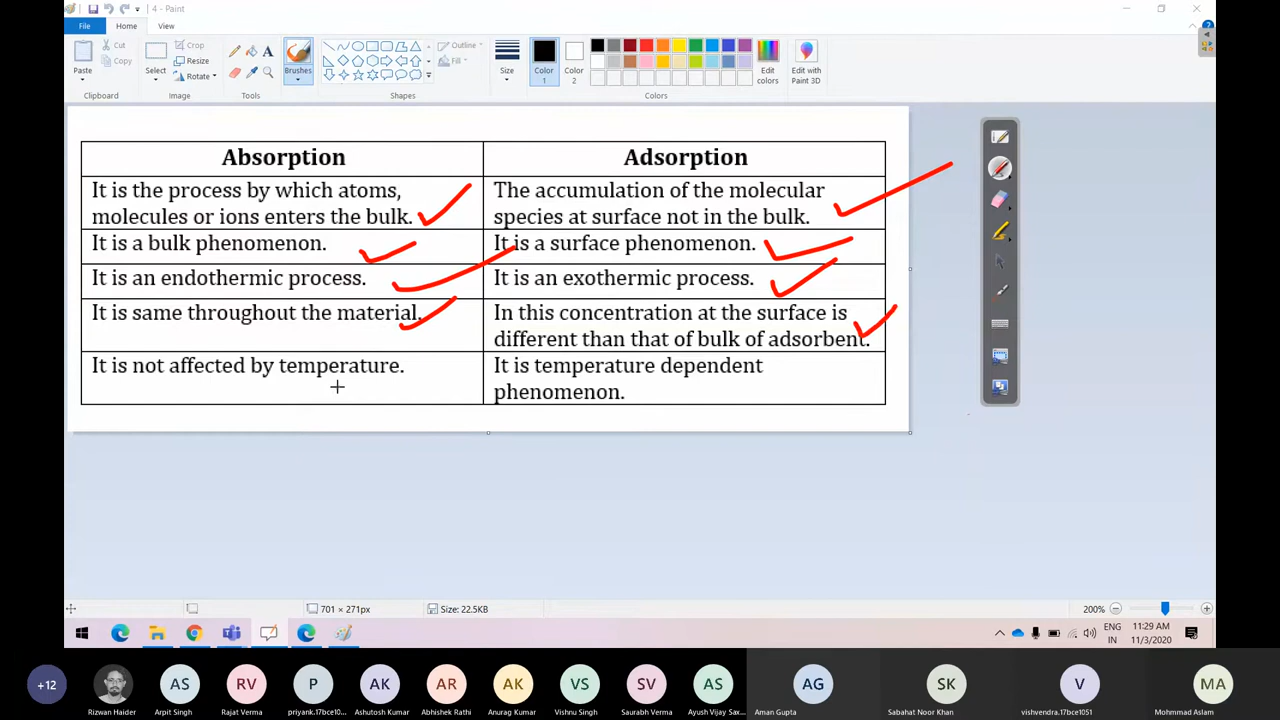 4 - Paint
File Home View
Paste
Cut
Copy
Clipboard
Select
Crop
Resize
Rotate
Image
Tools
Brushes
Shapes
Outline
Fill
Size
Color
1
Color
2
Edit
colors
Edit with
Paint 3D
Colors
Absorption Adsorption
It is the process by which atoms,
molecules or ions enters the bulk.
The accumulation of the molecular
species at surface not in the bulk.
It is a bulk phenomenon. It is a surface phenomenon.
It is an endothermic process. It is an exothermic process.
It is same throughout the material.
In this concentration at the surface is
different than that of bulk of adsorbent.
It is not affected by temperature.
It is temperature dependent
phenomenon.
701 × 271px Size: 22.5KB 200%
ENG
IN
11:29 AM
11/3/2020
+12 AS RV P AK AR AK VS SV AS AG SK V MA
Rizwan Haider Arpit Singh Rajat Verma priyank.17bce10... Ashutosh Kumar Abhishek Rathi Anurag Kumar Vishnu Singh Saurabh Verma Ayush Vijay Sax... Aman Gupta Sabahat Noor Khan vishvendra.17bce1051 Mohmmad Aslam